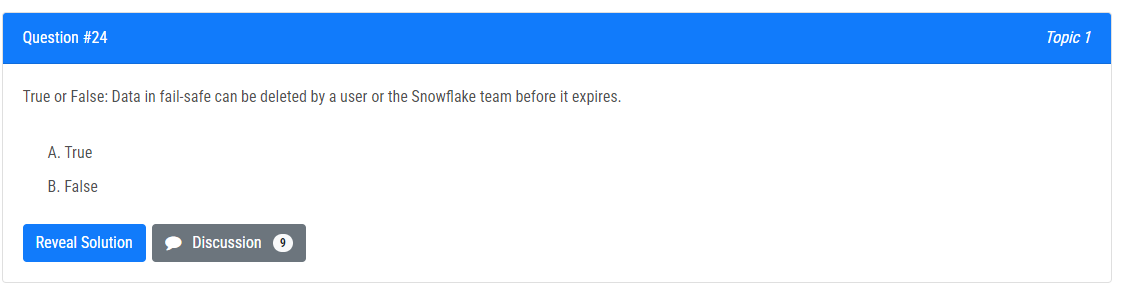 Question #24 Topic 1
True or False: Data in fail-safe can be deleted by a user or the Snowflake team before it expires.
A. True
B. False
Reveal Solution Discussion 9